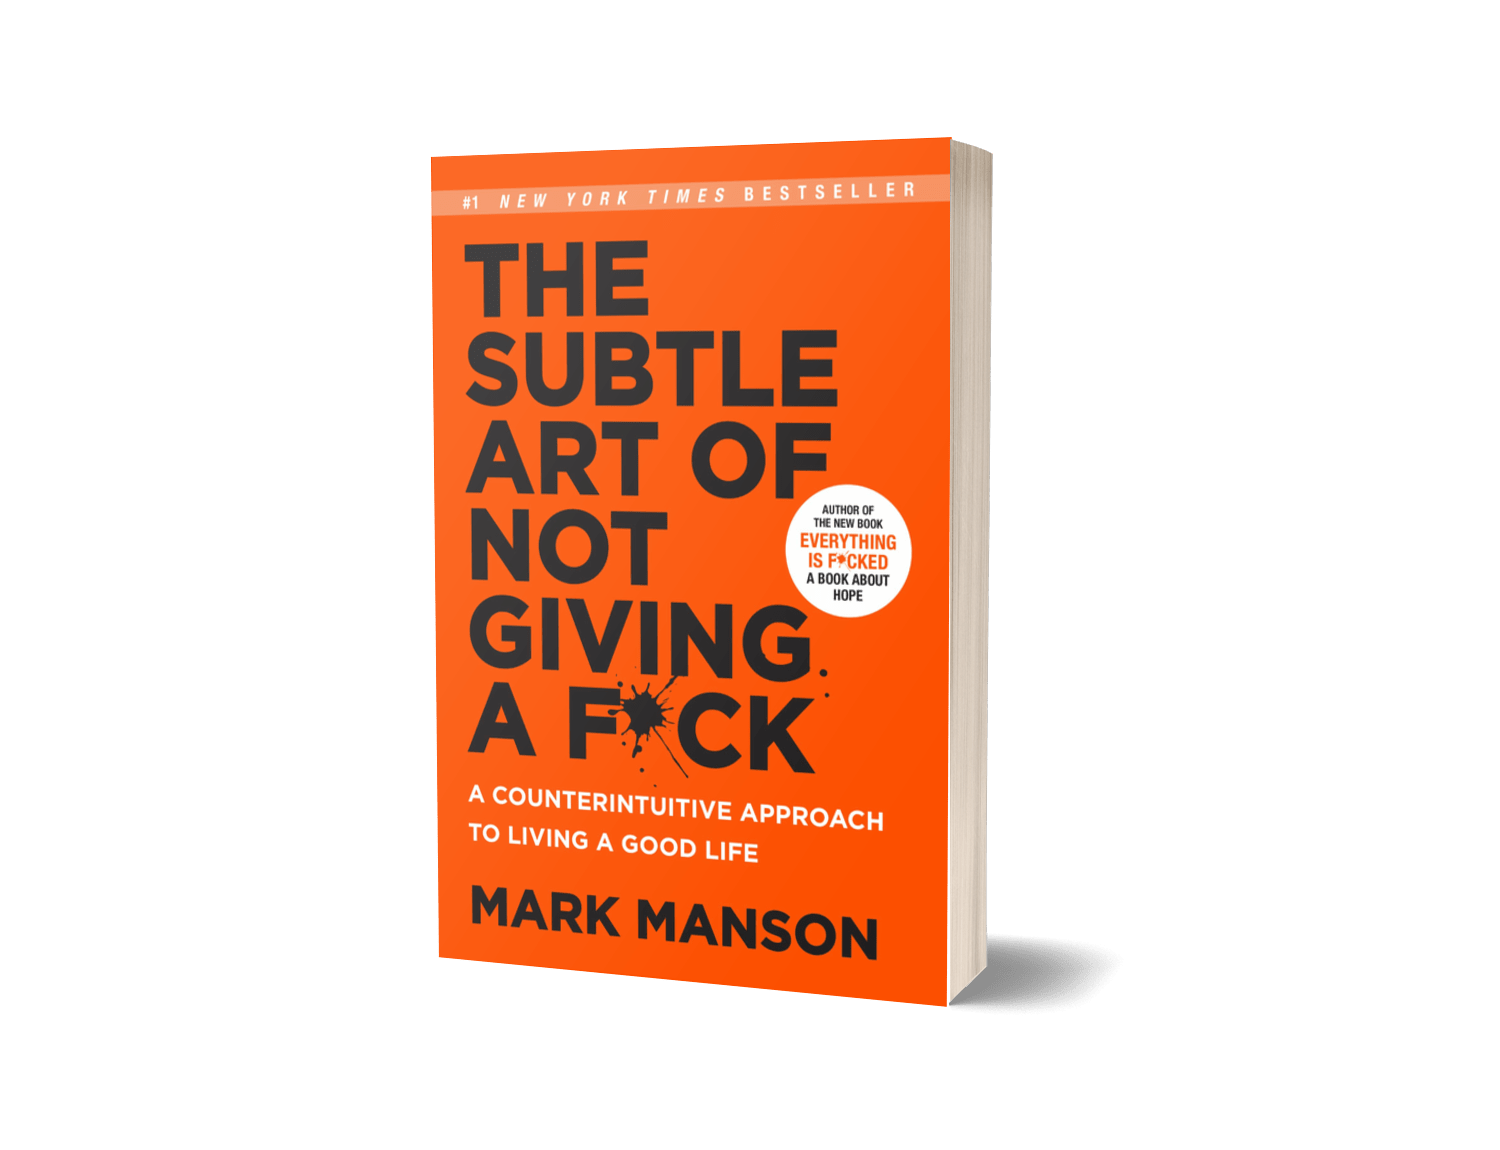 #1 NEW YORK TIMES BESTSELLER
THE
SUBTLE
ART OF
NOT
GIVING
A F*CK
AUTHOR OF
THE NEW BOOK
EVERYTHING
IS F*CKED
A BOOK ABOUT
HOPE
A COUNTERINTUITIVE APPROACH
TO LIVING A GOOD LIFE
MARK MANSON